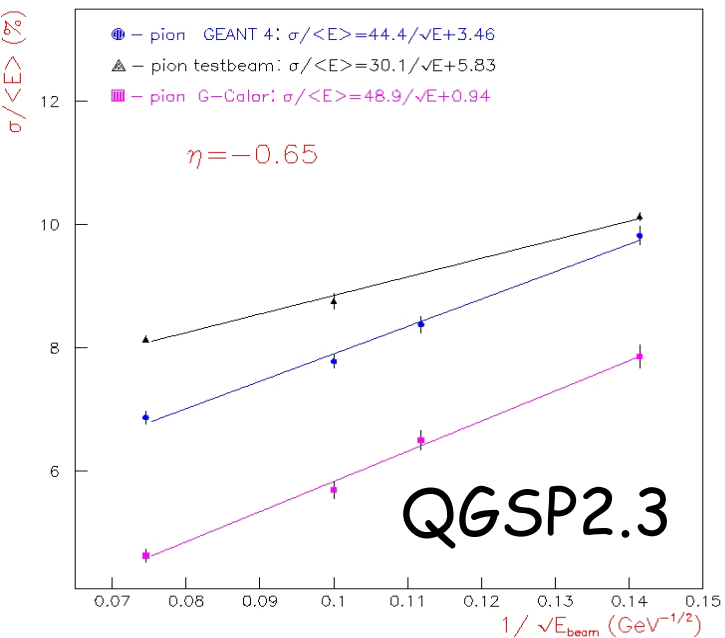 σ/<E> (%)
– pion GEANT 4: σ/<E>=44.4/√E+3.46
– pion testbeam: σ/<E>=30.1/√E+5.83
– pion G–Calor: σ/<E>=48.9/√E+0.94
η=−0.65
12
10
8
6
QGSP2.3
0.07 0.08 0.09 0.1 0.11 0.12 0.13 0.14 0.15
1/ √E_beam (GeV^−1/2)